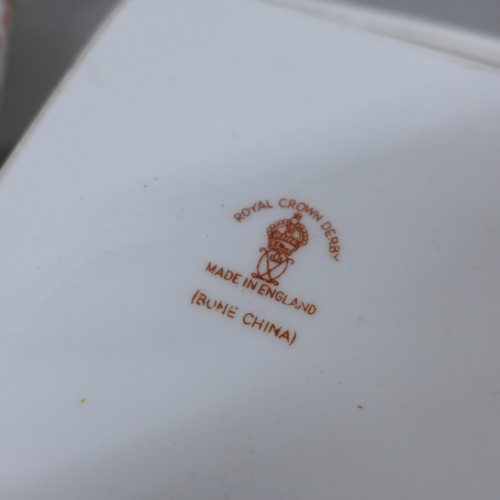 ROYAL CROWN DERBY
MADE IN ENGLAND
(BONE CHINA)